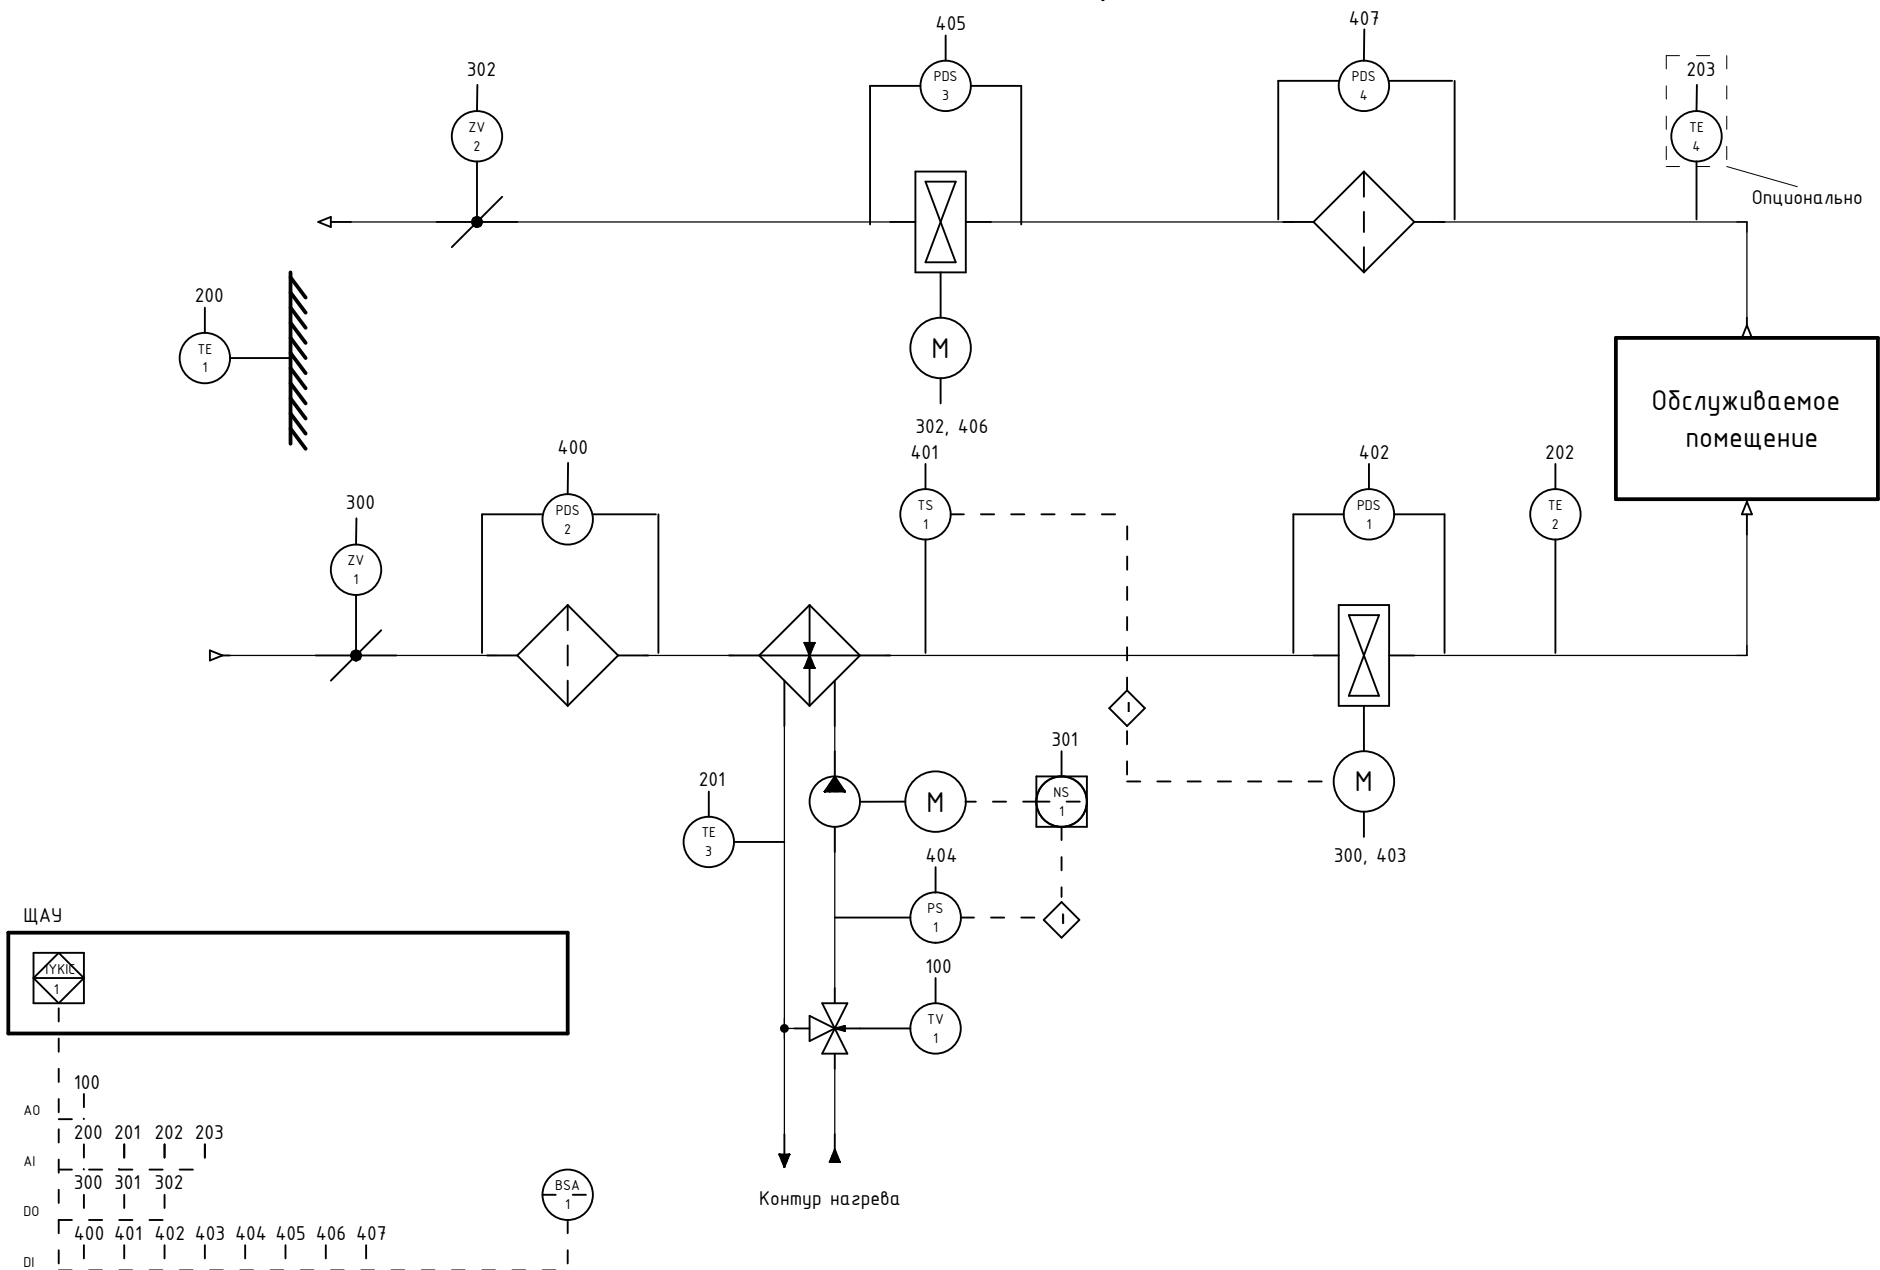 405
407
302
203
PDS
3
PDS
4
ZV
2
TE
4
Опционально
200
TE
1
M
302, 406
Обслуживаемое
помещение
400
401
402
202
300
PDS
2
TS
1
PDS
1
TE
2
ZV
1
301
201
M
NS
1
M
TE
3
404
300, 403
PS
1
ЩАУ
100
1
TV
1
100
AO
200 201 202 203
AI
300 301 302
BSA
1
Контур нагрева
DO
400 401 402 403 404 405 406 407
DI